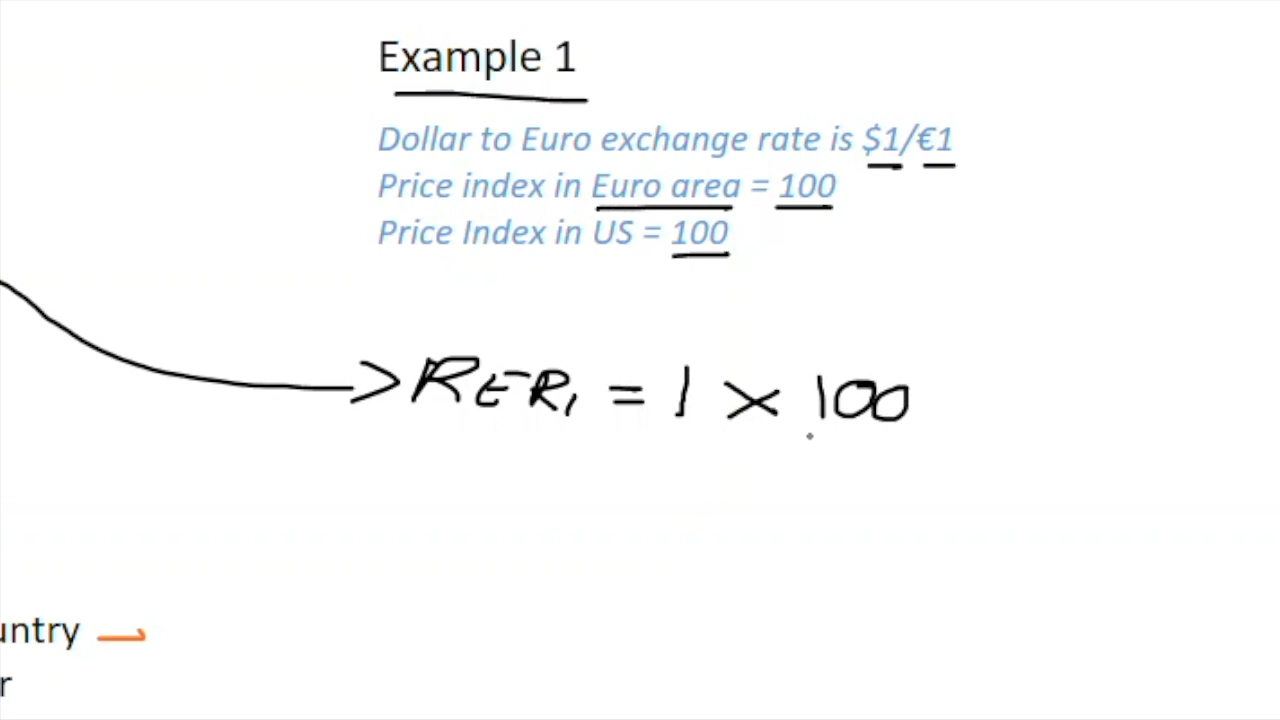 Example 1
Dollar to Euro exchange rate is $1/€1
Price index in Euro area = 100
Price Index in US = 100
RER₁ = 1 × 100
untry
r